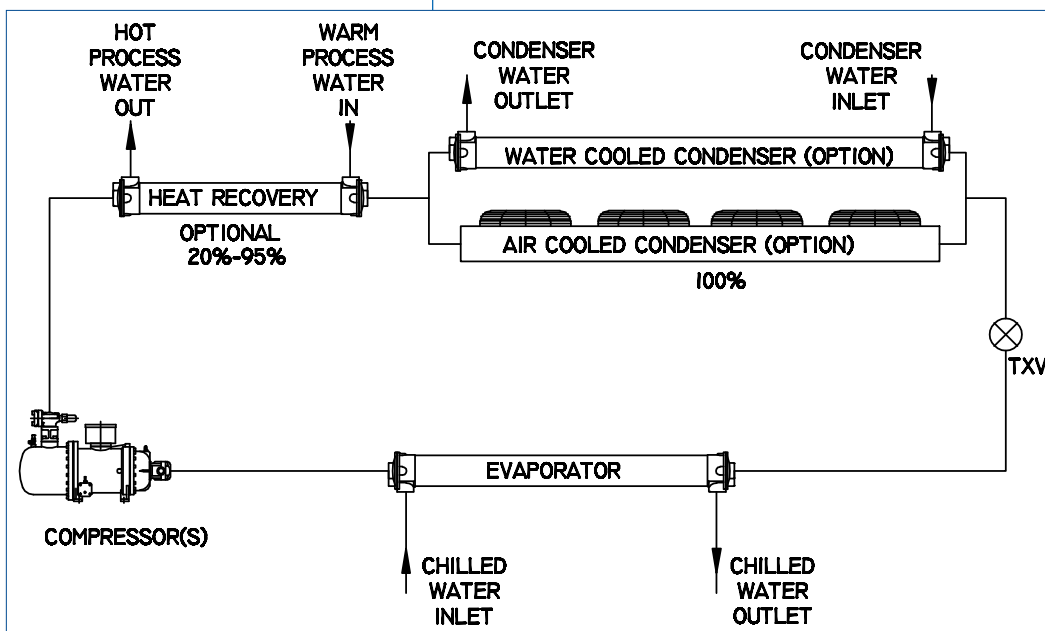 HOT
PROCESS
WATER
OUT
WARM
PROCESS
WATER
IN
CONDENSER
WATER
OUTLET
CONDENSER
WATER
INLET
WATER COOLED CONDENSER (OPTION)
HEAT RECOVERY
OPTIONAL
20%-95%
AIR COOLED CONDENSER (OPTION)
100%
TXV
EVAPORATOR
COMPRESSOR(S)
CHILLED
WATER
INLET
CHILLED
WATER
OUTLET